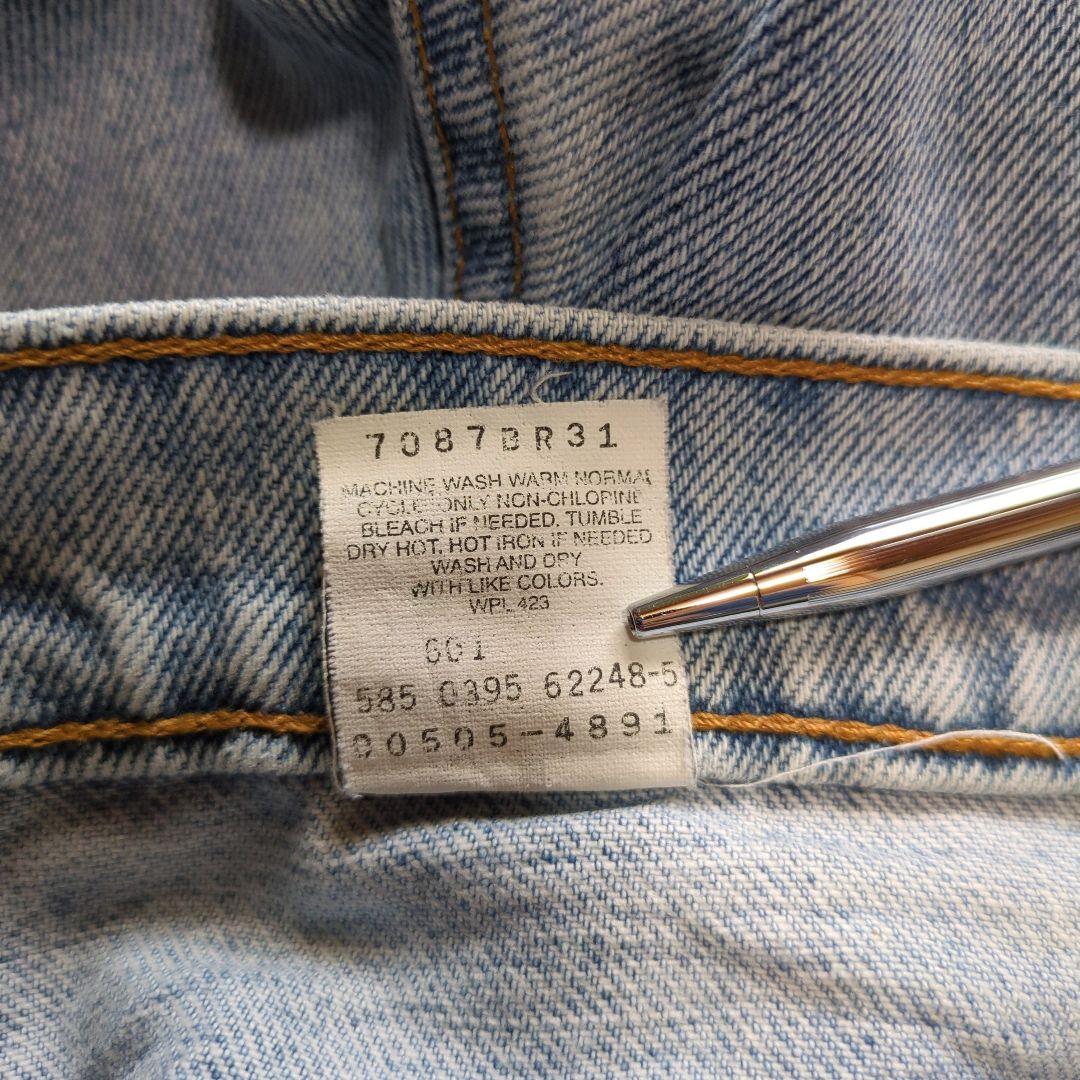 7087BR31
MACHINE WASH WARM NORMAL
CYCLE ONLY NON-CHLORINE
BLEACH IF NEEDED. TUMBLE
DRY HOT. HOT IRON IF NEEDED
WASH AND DRY
WITH LIKE COLORS.
WPL 423
585 0395 62248-5
00505-4891